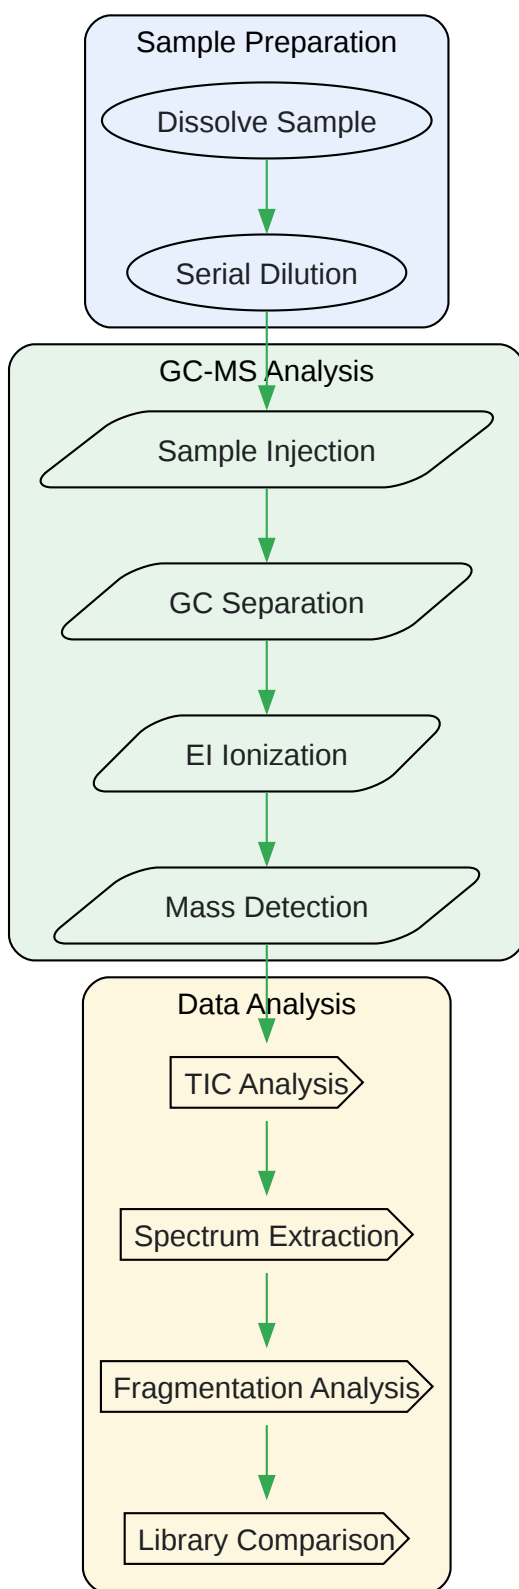 Sample Preparation
Dissolve Sample
Serial Dilution
GC-MS Analysis
Sample Injection
GC Separation
EI Ionization
Mass Detection
Data Analysis
TIC Analysis
Spectrum Extraction
Fragmentation Analysis
Library Comparison